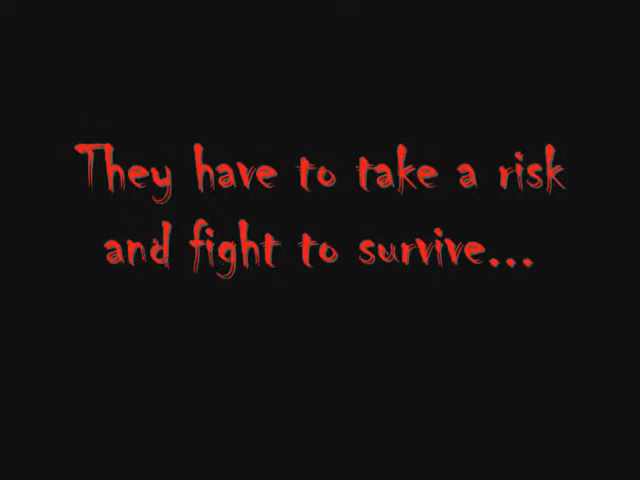 They have to take a risk
and fight to survive...